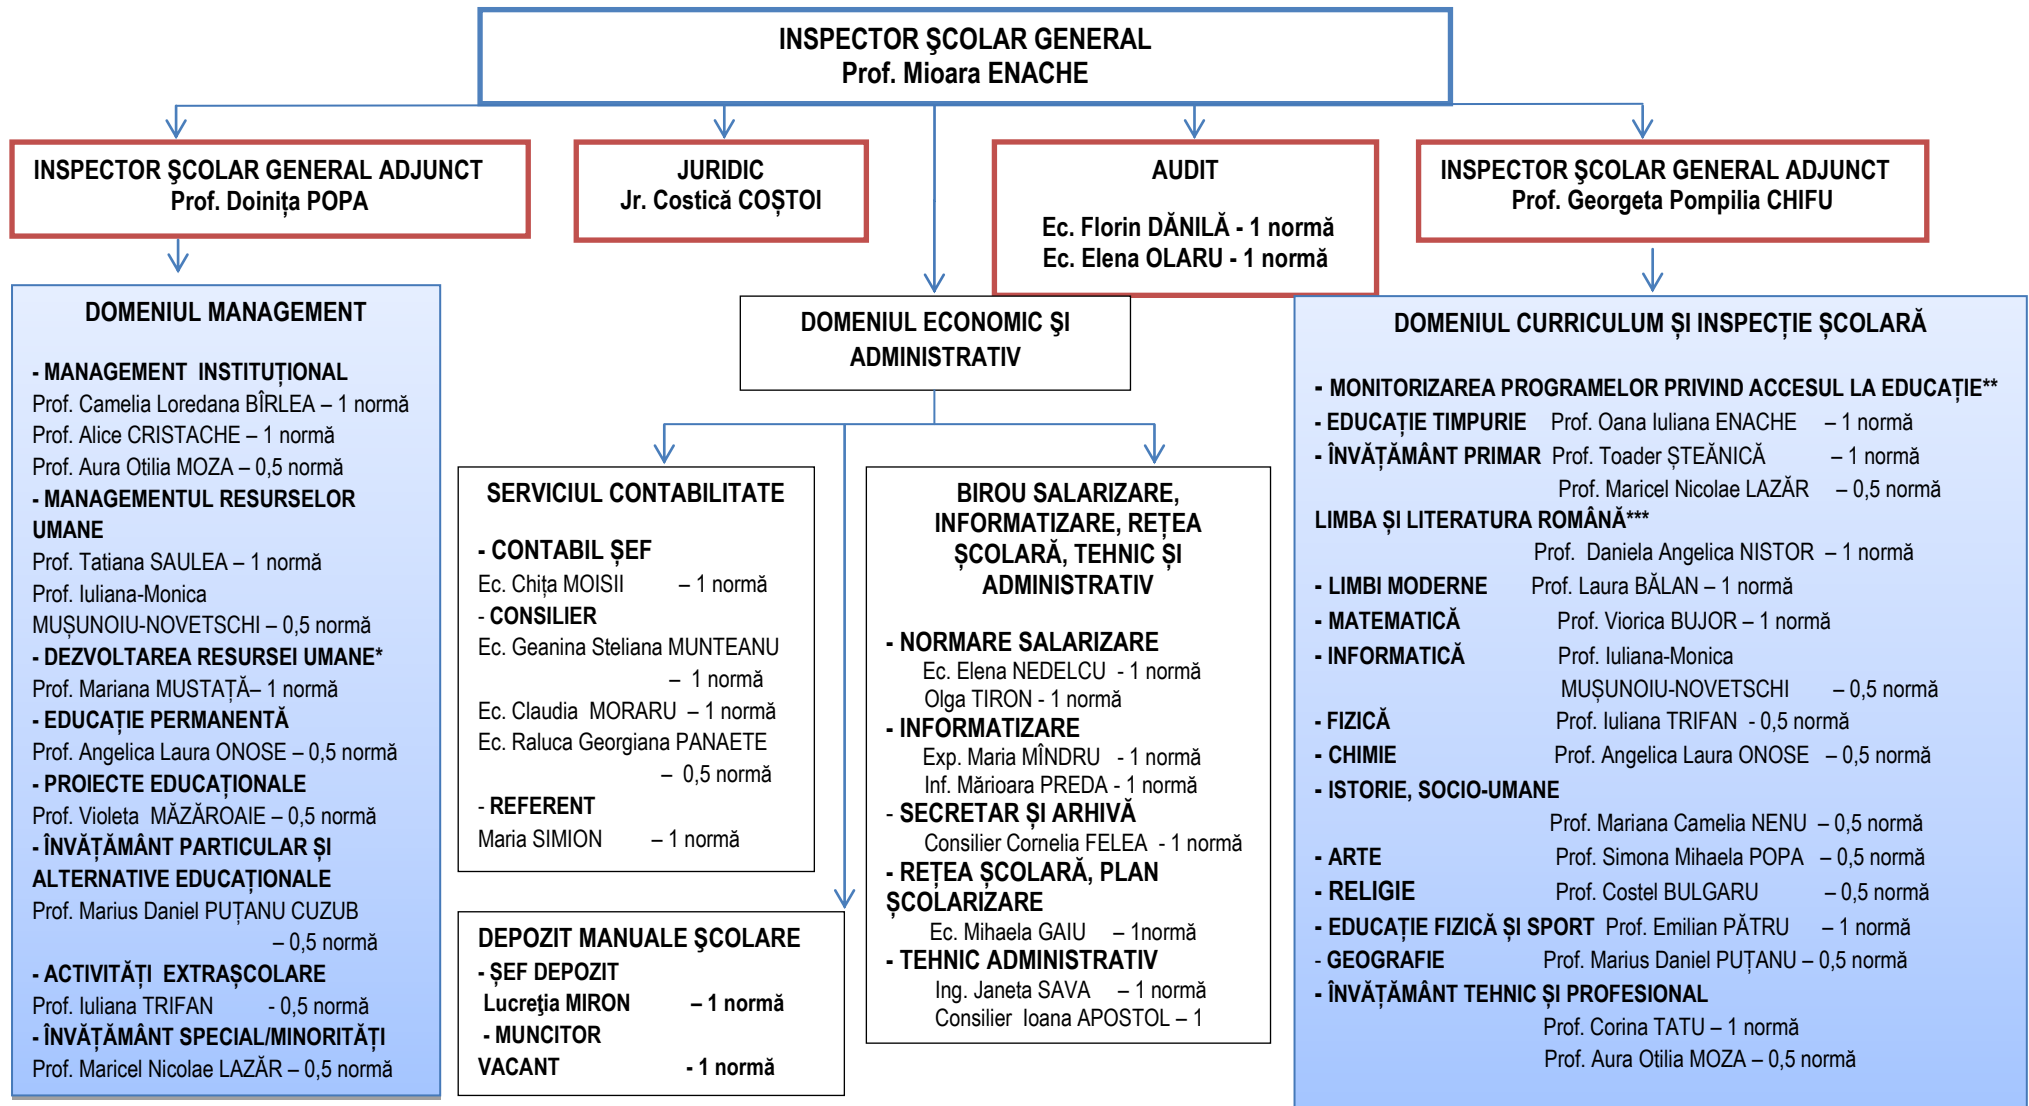 INSPECTOR ŞCOLAR GENERAL
Prof. Mioara ENACHE
INSPECTOR ŞCOLAR GENERAL ADJUNCT
Prof. Doinița POPA
JURIDIC
Jr. Costică COȘTOI
AUDIT
Ec. Florin DĂNILĂ - 1 normă
Ec. Elena OLARU - 1 normă
INSPECTOR ŞCOLAR GENERAL ADJUNCT
Prof. Georgeta Pompilia CHIFU
DOMENIUL MANAGEMENT
- MANAGEMENT INSTITUȚIONAL
Prof. Camelia Loredana BÎRLEA – 1 normă
Prof. Alice CRISTACHE – 1 normă
Prof. Aura Otilia MOZA – 0,5 normă
- MANAGEMENTUL RESURSELOR
UMANE
Prof. Tatiana SAULEA – 1 normă
Prof. Iuliana-Monica
MUȘUNOIU-NOVETSCHI – 0,5 normă
- DEZVOLTAREA RESURSEI UMANE*
Prof. Mariana MUSTAȚĂ– 1 normă
- EDUCAȚIE PERMANENTĂ
Prof. Angelica Laura ONOSE – 0,5 normă
- PROIECTE EDUCAȚIONALE
Prof. Violeta MĂZĂROAIE – 0,5 normă
- ÎNVĂȚĂMÂNT PARTICULAR ȘI
ALTERNATIVE EDUCAȚIONALE
Prof. Marius Daniel PUȚANU CUZUB
– 0,5 normă
- ACTIVITĂȚI EXTRAȘCOLARE
Prof. Iuliana TRIFAN - 0,5 normă
- ÎNVĂȚĂMÂNT SPECIAL/MINORITĂȚI
Prof. Maricel Nicolae LAZĂR – 0,5 normă
DOMENIUL ECONOMIC ŞI
ADMINISTRATIV
SERVICIUL CONTABILITATE
- CONTABIL ȘEF
Ec. Chița MOISII – 1 normă
- CONSILIER
Ec. Geanina Steliana MUNTEANU
– 1 normă
Ec. Claudia MORARU – 1 normă
Ec. Raluca Georgiana PANAETE
– 0,5 normă
- REFERENT
Maria SIMION – 1 normă
DEPOZIT MANUALE ŞCOLARE
- ȘEF DEPOZIT
Lucreţia MIRON – 1 normă
- MUNCITOR
VACANT - 1 normă
BIROU SALARIZARE,
INFORMATIZARE, REȚEA
ȘCOLARĂ, TEHNIC ȘI
ADMINISTRATIV
- NORMARE SALARIZARE
Ec. Elena NEDELCU - 1 normă
Olga TIRON - 1 normă
- INFORMATIZARE
Exp. Maria MÎNDRU - 1 normă
Inf. Mărioara PREDA - 1 normă
- SECRETAR ȘI ARHIVĂ
Consilier Cornelia FELEA - 1 normă
- REȚEA ȘCOLARĂ, PLAN
ȘCOLARIZARE
Ec. Mihaela GAIU – 1normă
- TEHNIC ADMINISTRATIV
Ing. Janeta SAVA – 1 normă
Consilier Ioana APOSTOL – 1
DOMENIUL CURRICULUM ȘI INSPECȚIE ȘCOLARĂ
- MONITORIZAREA PROGRAMELOR PRIVIND ACCESUL LA EDUCAȚIE**
- EDUCAȚIE TIMPURIE Prof. Oana Iuliana ENACHE – 1 normă
- ÎNVĂȚĂMÂNT PRIMAR Prof. Toader ȘTEĂNICĂ – 1 normă
Prof. Maricel Nicolae LAZĂR – 0,5 normă
LIMBA ȘI LITERATURA ROMÂNĂ***
Prof. Daniela Angelica NISTOR – 1 normă
- LIMBI MODERNE Prof. Laura BĂLAN – 1 normă
- MATEMATICĂ Prof. Viorica BUJOR – 1 normă
- INFORMATICĂ Prof. Iuliana-Monica
MUȘUNOIU-NOVETSCHI – 0,5 normă
- FIZICĂ Prof. Iuliana TRIFAN - 0,5 normă
- CHIMIE Prof. Angelica Laura ONOSE – 0,5 normă
- ISTORIE, SOCIO-UMANE
Prof. Mariana Camelia NENU – 0,5 normă
- ARTE Prof. Simona Mihaela POPA – 0,5 normă
- RELIGIE Prof. Costel BULGARU – 0,5 normă
- EDUCAȚIE FIZICĂ ȘI SPORT Prof. Emilian PĂTRU – 1 normă
- GEOGRAFIE Prof. Marius Daniel PUȚANU – 0,5 normă
- ÎNVĂȚĂMÂNT TEHNIC ȘI PROFESIONAL
Prof. Corina TATU – 1 normă
Prof. Aura Otilia MOZA – 0,5 normă